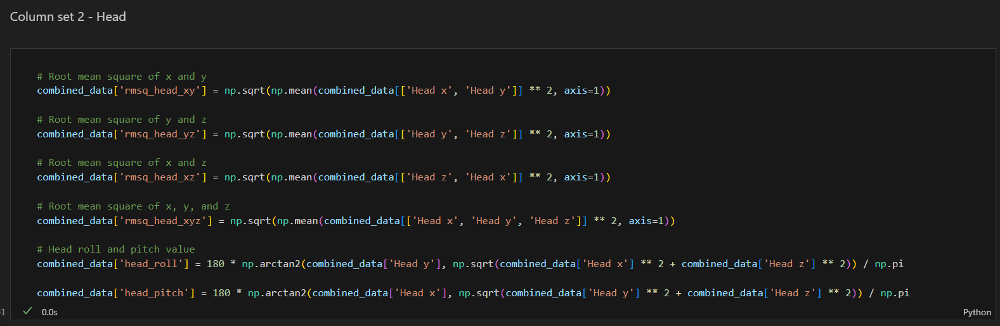 Column set 2 - Head
# Root mean square of x and y
combined_data['rmsq_head_xy'] = np.sqrt(np.mean(combined_data[['Head x', 'Head y']] ** 2, axis=1))
# Root mean square of y and z
combined_data['rmsq_head_yz'] = np.sqrt(np.mean(combined_data[['Head y', 'Head z']] ** 2, axis=1))
# Root mean square of x and z
combined_data['rmsq_head_xz'] = np.sqrt(np.mean(combined_data[['Head z', 'Head x']] ** 2, axis=1))
# Root mean square of x, y, and z
combined_data['rmsq_head_xyz'] = np.sqrt(np.mean(combined_data[['Head x', 'Head y', 'Head z']] ** 2, axis=1))
# Head roll and pitch value
combined_data['head_roll'] = 180 * np.arctan2(combined_data['Head y'], np.sqrt(combined_data['Head x'] ** 2 + combined_data['Head z'] ** 2)) / np.pi
combined_data['head_pitch'] = 180 * np.arctan2(combined_data['Head x'], np.sqrt(combined_data['Head y'] ** 2 + combined_data['Head z'] ** 2)) / np.pi
] ✓ 0.0s Python